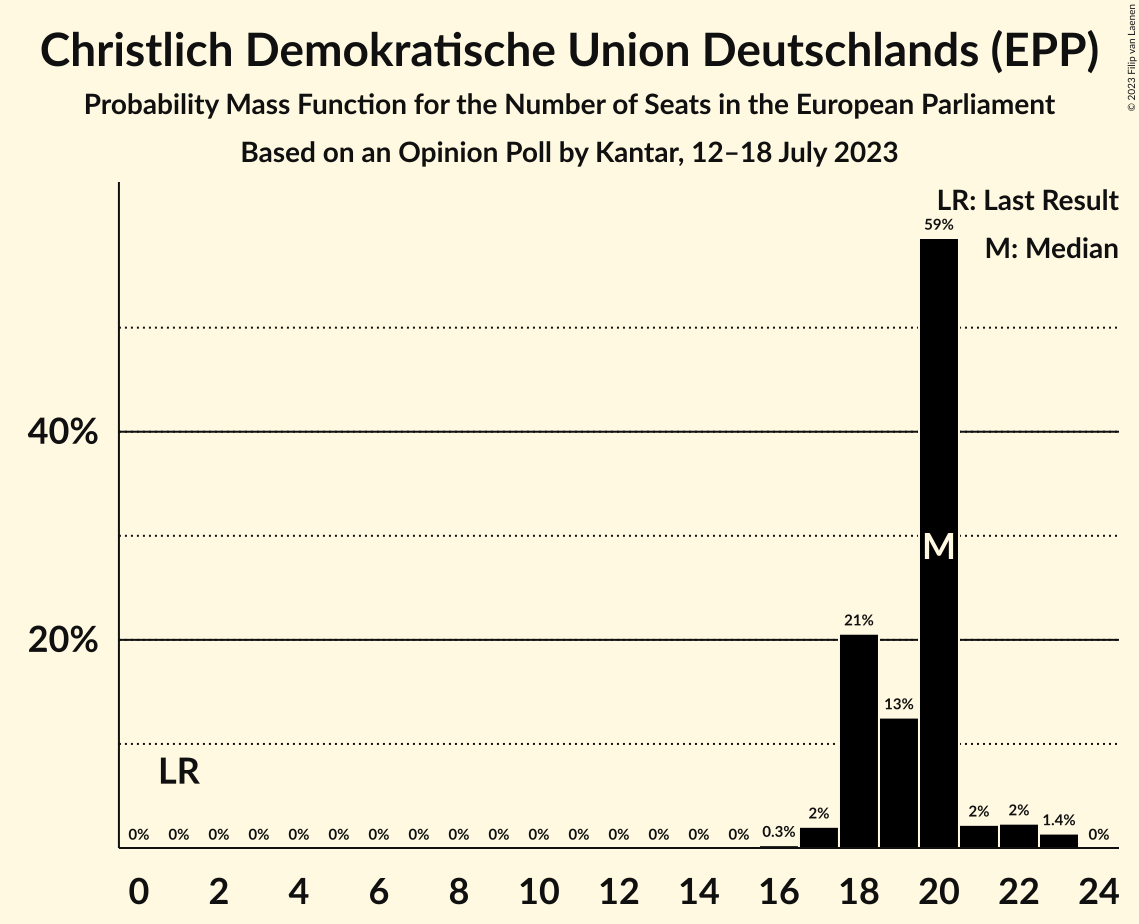 Christlich Demokratische Union Deutschlands (EPP)
Probability Mass Function for the Number of Seats in the European Parliament
Based on an Opinion Poll by Kantar, 12–18 July 2023
© 2023 Filip van Laenen
LR: Last Result
M: Median
59%
40%
M
20%
21%
13%
LR
0% 0% 0% 0% 0% 0% 0% 0% 0% 0% 0% 0% 0% 0% 0% 0% 0.3% 2% 2% 2% 1.4% 0%
0 2 4 6 8 10 12 14 16 18 20 22 24